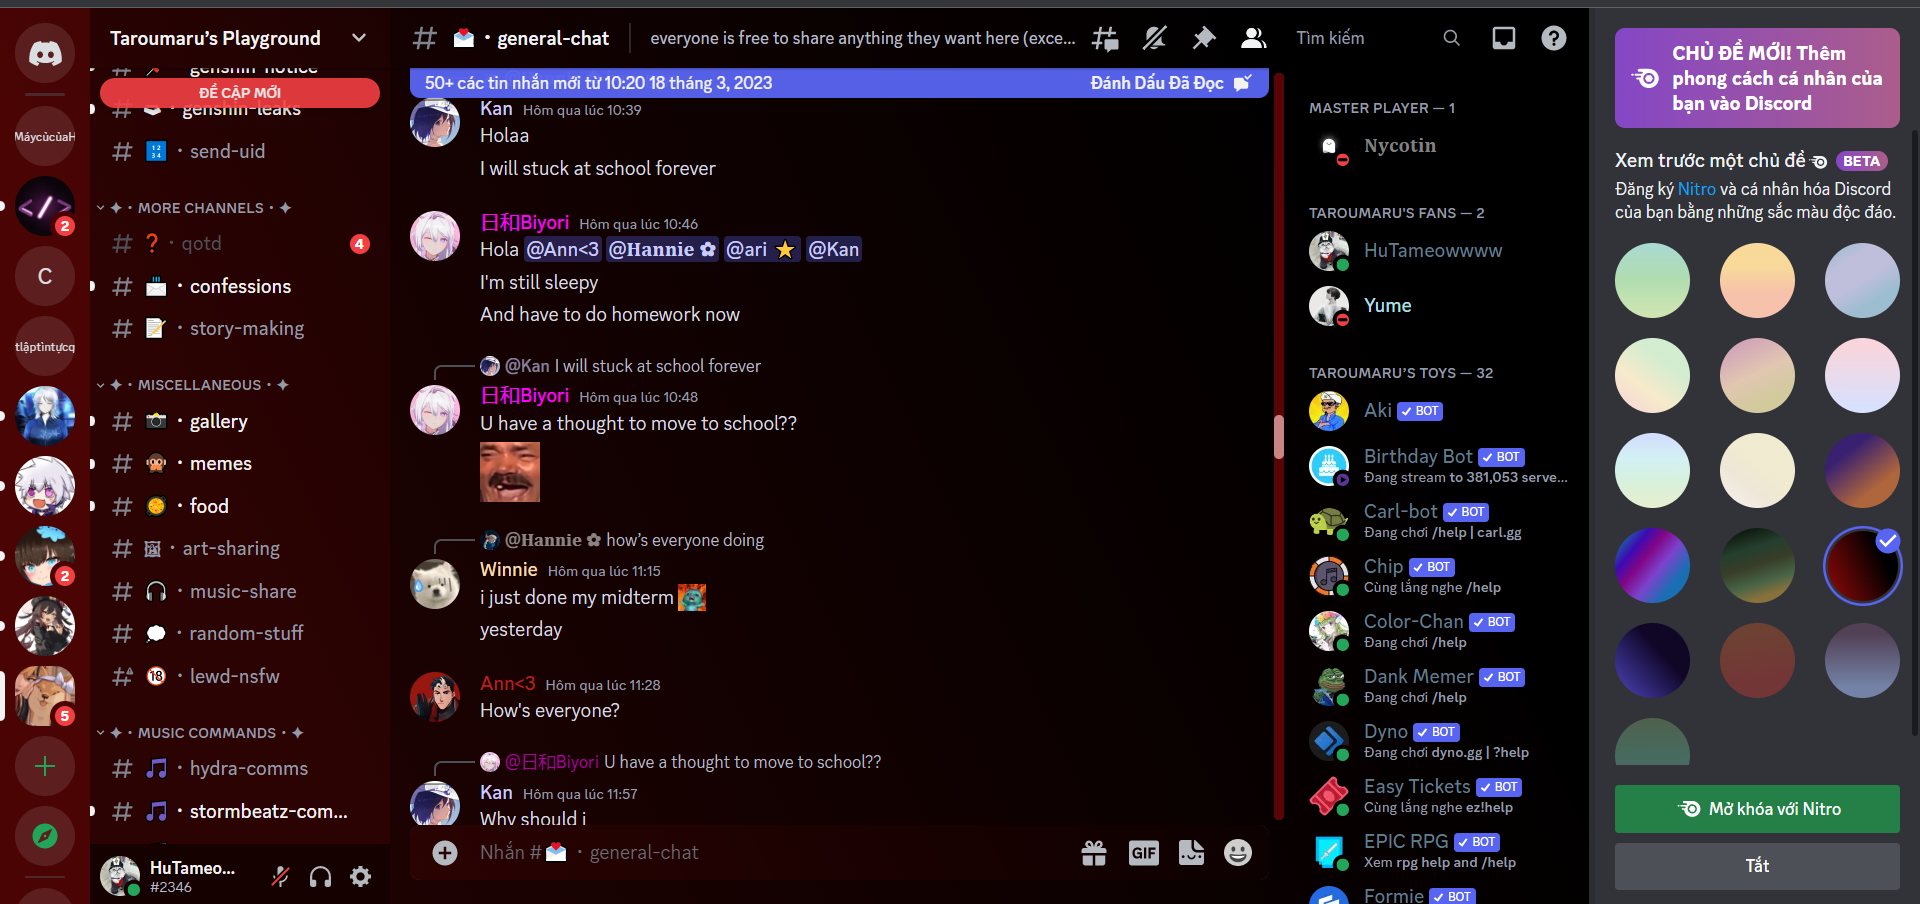 MáycủcủaH
2
C
tlậptìntựcq
2
5
Taroumaru's Playground
genshin-notice
ĐỀ CẬP MỚI
genshin-leaks
send-uid
MORE CHANNELS
qotd
4
confessions
story-making
MISCELLANEOUS
gallery
memes
food
art-sharing
music-share
random-stuff
lewd-nsfw
MUSIC COMMANDS
hydra-comms
stormbeatz-com...
HuTameo...
#2346
general-chat
everyone is free to share anything they want here (exce...
Tìm kiếm
50+ các tin nhắn mới từ 10:20 18 tháng 3, 2023
Đánh Dấu Đã Đọc
Kan Hôm qua lúc 10:39
Holaa
I will stuck at school forever
日和Biyori Hôm qua lúc 10:46
Hola @Ann<3 @Hannie ✿ @ari ⭐ @Kan
I'm still sleepy
And have to do homework now
@Kan I will stuck at school forever
日和Biyori Hôm qua lúc 10:48
U have a thought to move to school??
@Hannie ✿ how's everyone doing
Winnie Hôm qua lúc 11:15
i just done my midterm
yesterday
Ann<3 Hôm qua lúc 11:28
How's everyone?
@日和Biyori U have a thought to move to school??
Kan Hôm qua lúc 11:57
Why should i
Nhắn #💌・general-chat
GIF
MASTER PLAYER — 1
Nycotin
TAROUMARU'S FANS — 2
HuTameowwww
Yume
TAROUMARU'S TOYS — 32
Aki ✓ BOT
Birthday Bot ✓ BOT
Đang stream to 381,053 serve...
Carl-bot ✓ BOT
Đang chơi /help | carl.gg
Chip ✓ BOT
Cùng lắng nghe /help
Color-Chan ✓ BOT
Đang chơi /help
Dank Memer ✓ BOT
Đang chơi /help
Dyno ✓ BOT
Đang chơi dyno.gg | ?help
Easy Tickets ✓ BOT
Cùng lắng nghe ez!help
EPIC RPG ✓ BOT
Xem rpg help and /help
Formie ✓ BOT
CHỦ ĐỀ MỚI! Thêm
phong cách cá nhân của
bạn vào Discord
Xem trước một chủ đề BETA
Đăng ký Nitro và cá nhân hóa Discord
của bạn bằng những sắc màu độc đáo.
Mở khóa với Nitro
Tắt